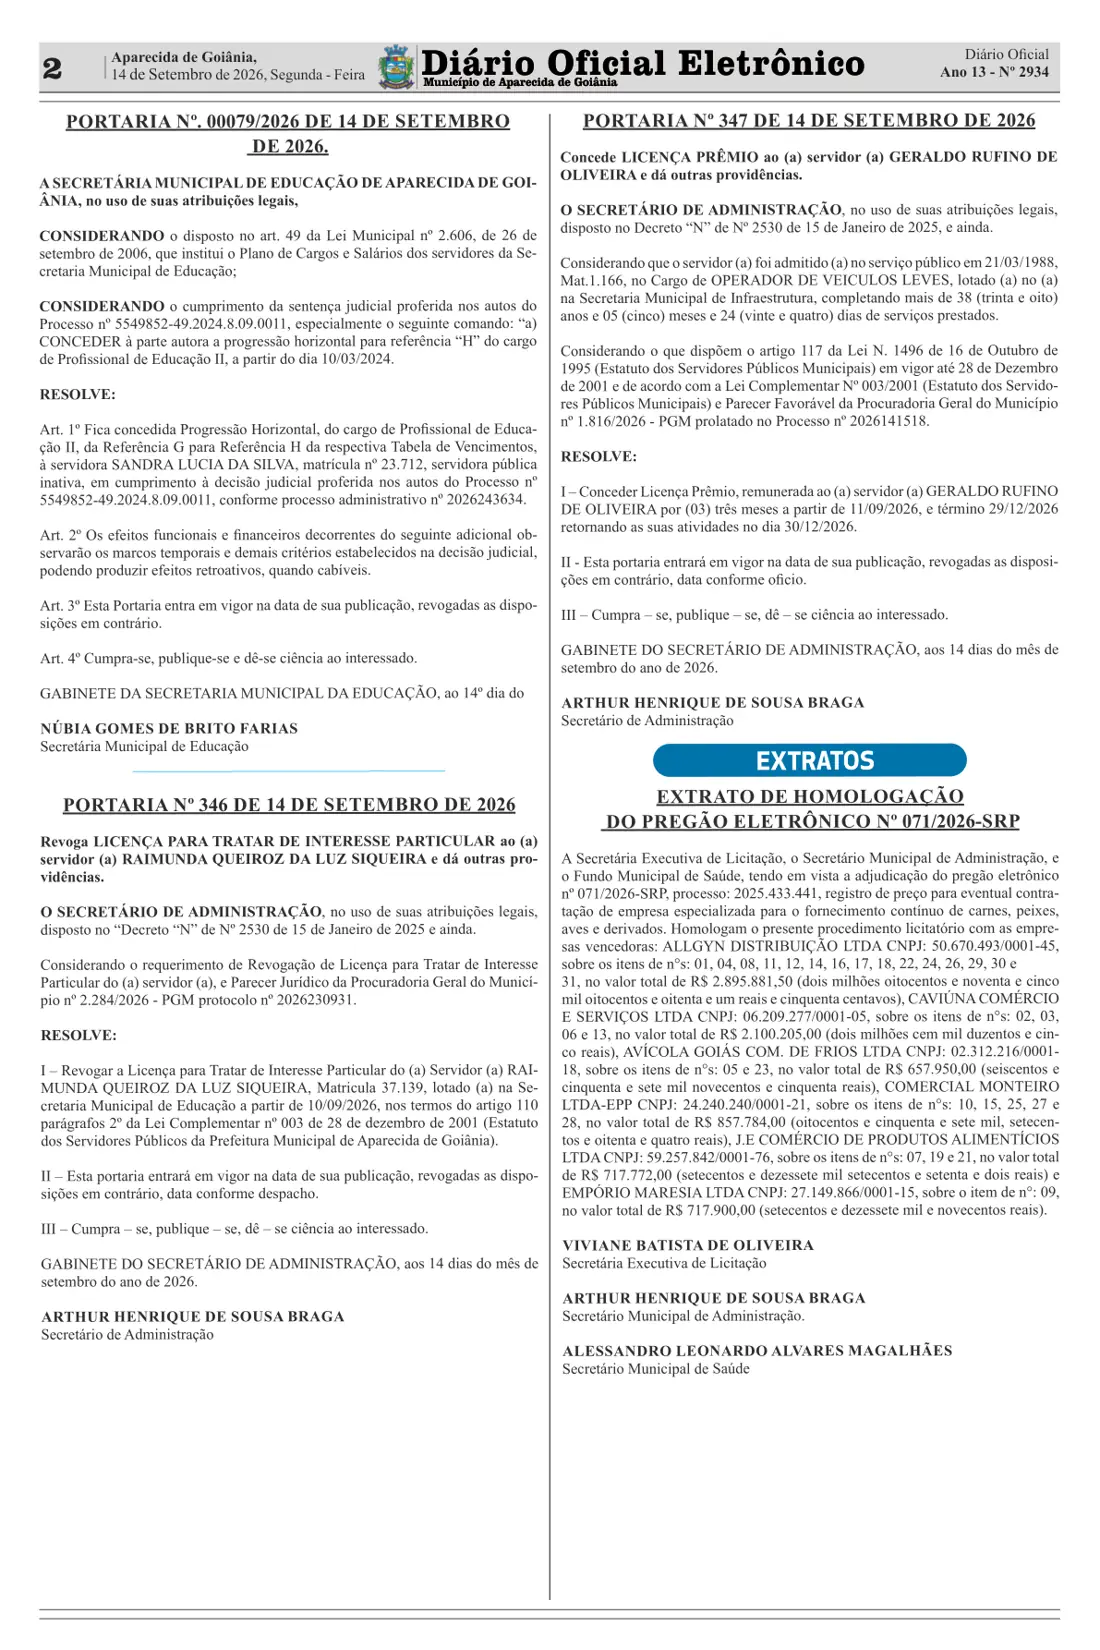 2
Aparecida de Goiânia,
14 de Setembro de 2026, Segunda - Feira
Diário Oficial Eletrônico
Município de Aparecida de Goiânia
Diário Oficial
Ano 13 - Nº 2934
PORTARIA Nº. 00079/2026 DE 14 DE SETEMBRO
DE 2026.
A SECRETÁRIA MUNICIPAL DE EDUCAÇÃO DE APARECIDA DE GOI-
ÂNIA, no uso de suas atribuições legais,
CONSIDERANDO o disposto no art. 49 da Lei Municipal nº 2.606, de 26 de
setembro de 2006, que institui o Plano de Cargos e Salários dos servidores da Se-
cretaria Municipal de Educação;
CONSIDERANDO o cumprimento da sentença judicial proferida nos autos do
Processo nº 5549852-49.2024.8.09.0011, especialmente o seguinte comando: “a)
CONCEDER à parte autora a progressão horizontal para referência “H” do cargo
de Profissional de Educação II, a partir do dia 10/03/2024.
RESOLVE:
Art. 1º Fica concedida Progressão Horizontal, do cargo de Profissional de Educa-
ção II, da Referência G para Referência H da respectiva Tabela de Vencimentos,
à servidora SANDRA LUCIA DA SILVA, matrícula nº 23.712, servidora pública
inativa, em cumprimento à decisão judicial proferida nos autos do Processo nº
5549852-49.2024.8.09.0011, conforme processo administrativo nº 2026243634.
Art. 2º Os efeitos funcionais e financeiros decorrentes do seguinte adicional ob-
servarão os marcos temporais e demais critérios estabelecidos na decisão judicial,
podendo produzir efeitos retroativos, quando cabíveis.
Art. 3º Esta Portaria entra em vigor na data de sua publicação, revogadas as dispo-
sições em contrário.
Art. 4º Cumpra-se, publique-se e dê-se ciência ao interessado.
GABINETE DA SECRETARIA MUNICIPAL DA EDUCAÇÃO, ao 14º dia do
NÚBIA GOMES DE BRITO FARIAS
Secretária Municipal de Educação
PORTARIA Nº 346 DE 14 DE SETEMBRO DE 2026
Revoga LICENÇA PARA TRATAR DE INTERESSE PARTICULAR ao (a)
servidor (a) RAIMUNDA QUEIROZ DA LUZ SIQUEIRA e dá outras pro-
vidências.
O SECRETÁRIO DE ADMINISTRAÇÃO, no uso de suas atribuições legais,
disposto no “Decreto “N” de Nº 2530 de 15 de Janeiro de 2025 e ainda.
Considerando o requerimento de Revogação de Licença para Tratar de Interesse
Particular do (a) servidor (a), e Parecer Jurídico da Procuradoria Geral do Municí-
pio nº 2.284/2026 - PGM protocolo nº 2026230931.
RESOLVE:
I – Revogar a Licença para Tratar de Interesse Particular do (a) Servidor (a) RAI-
MUNDA QUEIROZ DA LUZ SIQUEIRA, Matricula 37.139, lotado (a) na Se-
cretaria Municipal de Educação a partir de 10/09/2026, nos termos do artigo 110
parágrafos 2º da Lei Complementar nº 003 de 28 de dezembro de 2001 (Estatuto
dos Servidores Públicos da Prefeitura Municipal de Aparecida de Goiânia).
II – Esta portaria entrará em vigor na data de sua publicação, revogadas as dispo-
sições em contrário, data conforme despacho.
III – Cumpra – se, publique – se, dê – se ciência ao interessado.
GABINETE DO SECRETÁRIO DE ADMINISTRAÇÃO, aos 14 dias do mês de
setembro do ano de 2026.
ARTHUR HENRIQUE DE SOUSA BRAGA
Secretário de Administração
PORTARIA Nº 347 DE 14 DE SETEMBRO DE 2026
Concede LICENÇA PRÊMIO ao (a) servidor (a) GERALDO RUFINO DE
OLIVEIRA e dá outras providências.
O SECRETÁRIO DE ADMINISTRAÇÃO, no uso de suas atribuições legais,
disposto no Decreto “N” de Nº 2530 de 15 de Janeiro de 2025, e ainda.
Considerando que o servidor (a) foi admitido (a) no serviço público em 21/03/1988,
Mat.1.166, no Cargo de OPERADOR DE VEICULOS LEVES, lotado (a) no (a)
na Secretaria Municipal de Infraestrutura, completando mais de 38 (trinta e oito)
anos e 05 (cinco) meses e 24 (vinte e quatro) dias de serviços prestados.
Considerando o que dispõem o artigo 117 da Lei N. 1496 de 16 de Outubro de
1995 (Estatuto dos Servidores Públicos Municipais) em vigor até 28 de Dezembro
de 2001 e de acordo com a Lei Complementar Nº 003/2001 (Estatuto dos Servido-
res Públicos Municipais) e Parecer Favorável da Procuradoria Geral do Município
nº 1.816/2026 - PGM prolatado no Processo nº 2026141518.
RESOLVE:
I – Conceder Licença Prêmio, remunerada ao (a) servidor (a) GERALDO RUFINO
DE OLIVEIRA por (03) três meses a partir de 11/09/2026, e término 29/12/2026
retornando as suas atividades no dia 30/12/2026.
II - Esta portaria entrará em vigor na data de sua publicação, revogadas as disposi-
ções em contrário, data conforme oficio.
III – Cumpra – se, publique – se, dê – se ciência ao interessado.
GABINETE DO SECRETÁRIO DE ADMINISTRAÇÃO, aos 14 dias do mês de
setembro do ano de 2026.
ARTHUR HENRIQUE DE SOUSA BRAGA
Secretário de Administração
EXTRATOS
EXTRATO DE HOMOLOGAÇÃO
DO PREGÃO ELETRÔNICO Nº 071/2026-SRP
A Secretária Executiva de Licitação, o Secretário Municipal de Administração, e
o Fundo Municipal de Saúde, tendo em vista a adjudicação do pregão eletrônico
nº 071/2026-SRP, processo: 2025.433.441, registro de preço para eventual contra-
tação de empresa especializada para o fornecimento contínuo de carnes, peixes,
aves e derivados. Homologam o presente procedimento licitatório com as empre-
sas vencedoras: ALLGYN DISTRIBUIÇÃO LTDA CNPJ: 50.670.493/0001-45,
sobre os itens de n°s: 01, 04, 08, 11, 12, 14, 16, 17, 18, 22, 24, 26, 29, 30 e
31, no valor total de R$ 2.895.881,50 (dois milhões oitocentos e noventa e cinco
mil oitocentos e oitenta e um reais e cinquenta centavos), CAVIÚNA COMÉRCIO
E SERVIÇOS LTDA CNPJ: 06.209.277/0001-05, sobre os itens de n°s: 02, 03,
06 e 13, no valor total de R$ 2.100.205,00 (dois milhões cem mil duzentos e cin-
co reais), AVÍCOLA GOIÁS COM. DE FRIOS LTDA CNPJ: 02.312.216/0001-
18, sobre os itens de n°s: 05 e 23, no valor total de R$ 657.950,00 (seiscentos e
cinquenta e sete mil novecentos e cinquenta reais), COMERCIAL MONTEIRO
LTDA-EPP CNPJ: 24.240.240/0001-21, sobre os itens de n°s: 10, 15, 25, 27 e
28, no valor total de R$ 857.784,00 (oitocentos e cinquenta e sete mil, setecen-
tos e oitenta e quatro reais), J.E COMÉRCIO DE PRODUTOS ALIMENTÍCIOS
LTDA CNPJ: 59.257.842/0001-76, sobre os itens de n°s: 07, 19 e 21, no valor total
de R$ 717.772,00 (setecentos e dezessete mil setecentos e setenta e dois reais) e
EMPÓRIO MARESIA LTDA CNPJ: 27.149.866/0001-15, sobre o item de n°: 09,
no valor total de R$ 717.900,00 (setecentos e dezessete mil e novecentos reais).
VIVIANE BATISTA DE OLIVEIRA
Secretária Executiva de Licitação
ARTHUR HENRIQUE DE SOUSA BRAGA
Secretário Municipal de Administração.
ALESSANDRO LEONARDO ALVARES MAGALHÃES
Secretário Municipal de Saúde